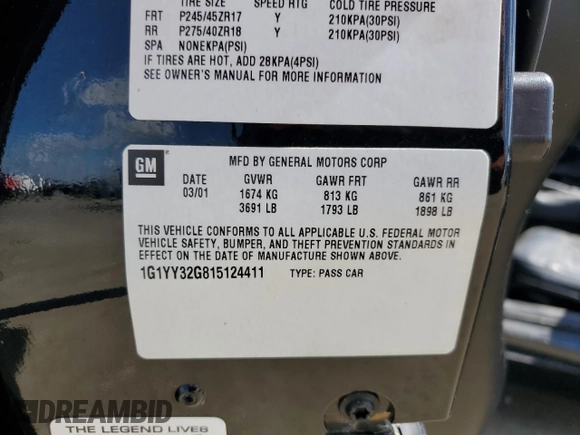 TIRE SIZE SPEED RTG COLD TIRE PRESSURE
FRT P245/45ZR17 Y 210KPA(30PSI)
RR P275/40ZR18 Y 210KPA(30PSI)
SPA NONEKPA(PSI)
IF TIRES ARE HOT, ADD 28KPA(4PSI)
SEE OWNER'S MANUAL FOR MORE INFORMATION
GM MFD BY GENERAL MOTORS CORP
DATE GVWR GAWR FRT GAWR RR
03/01 1674 KG 813 KG 861 KG
3691 LB 1793 LB 1898 LB
THIS VEHICLE CONFORMS TO ALL APPLICABLE U.S. FEDERAL MOTOR
VEHICLE SAFETY, BUMPER, AND THEFT PREVENTION STANDARDS IN
EFFECT ON THE DATE OF MANUFACTURE SHOWN ABOVE.
1G1YY32G815124411 TYPE: PASS CAR
DREAMBID
THE LEGEND LIVES